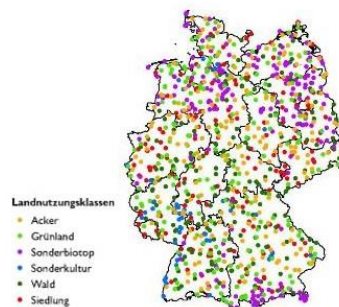 Landnutzungsklassen
Acker
Grünland
Sonderbiotop
Sonderkultur
Wald
Siedlung